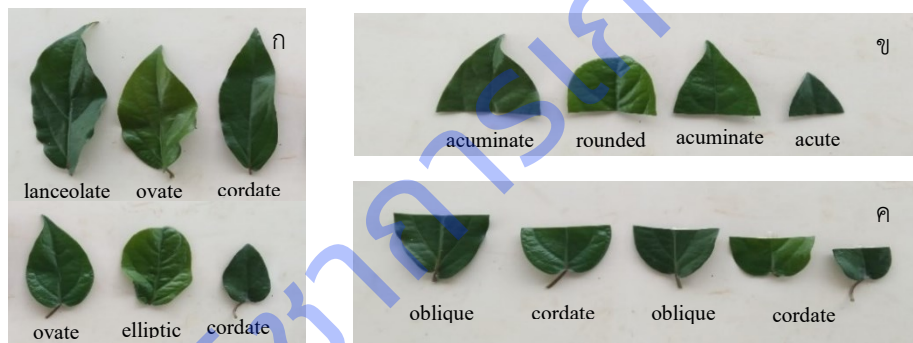 ก
lanceolate ovate cordate
ovate elliptic cordate
ข
acuminate rounded acuminate acute
ค
oblique cordate oblique cordate